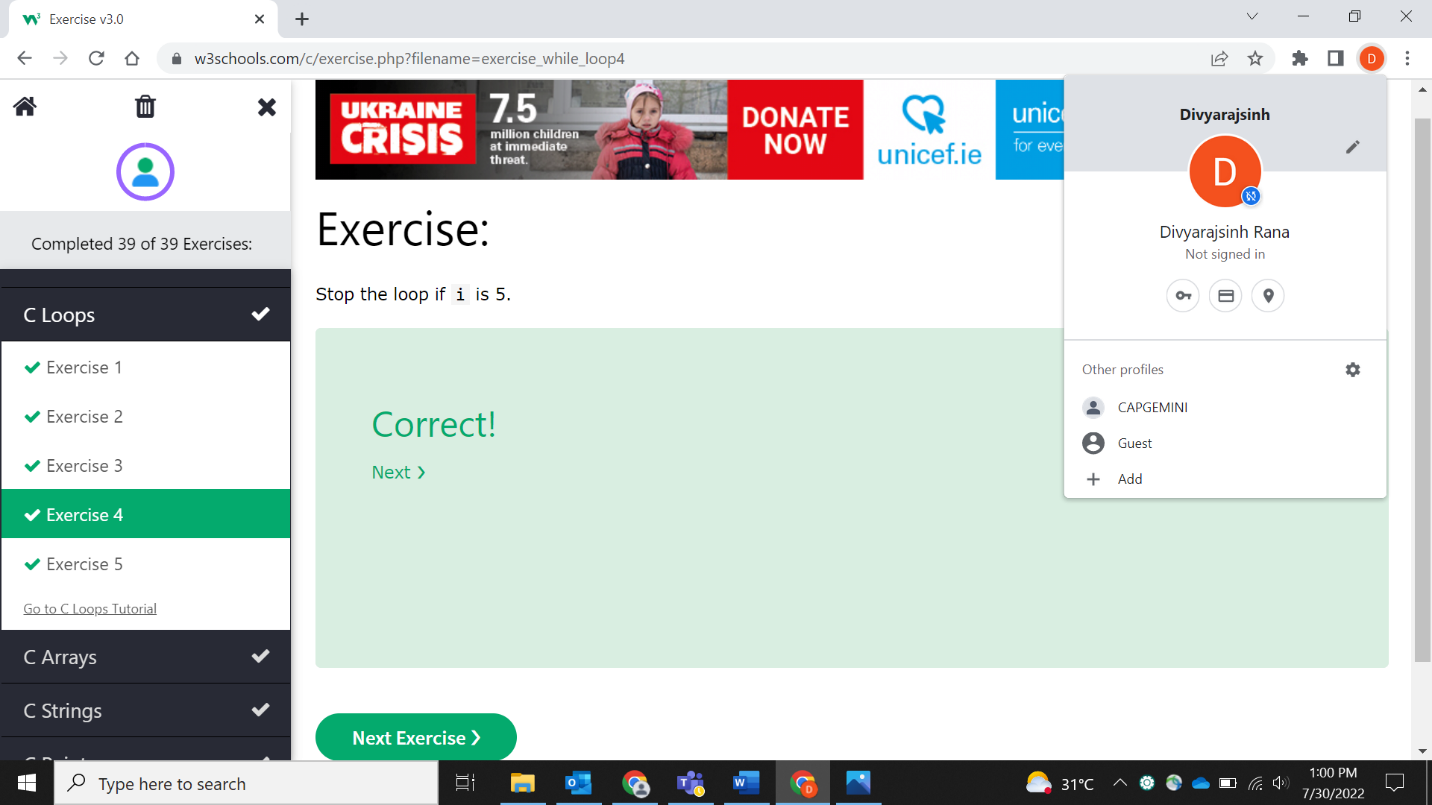 Exercise v3.0
w3schools.com/c/exercise.php?filename=exercise_while_loop4
D
Completed 39 of 39 Exercises:
C Loops
Exercise 1
Exercise 2
Exercise 3
Exercise 4
Exercise 5
Go to C Loops Tutorial
C Arrays
C Strings
UKRAINE
CRISIS
7.5
million children
at immediate
threat.
DONATE
NOW
unicef.ie
unic
for eve
Exercise:
Stop the loop if i is 5.
Correct!
Next
Next Exercise
Divyarajsinh
D
Divyarajsinh Rana
Not signed in
Other profiles
CAPGEMINI
Guest
Add
Type here to search
31°C
1:00 PM
7/30/2022